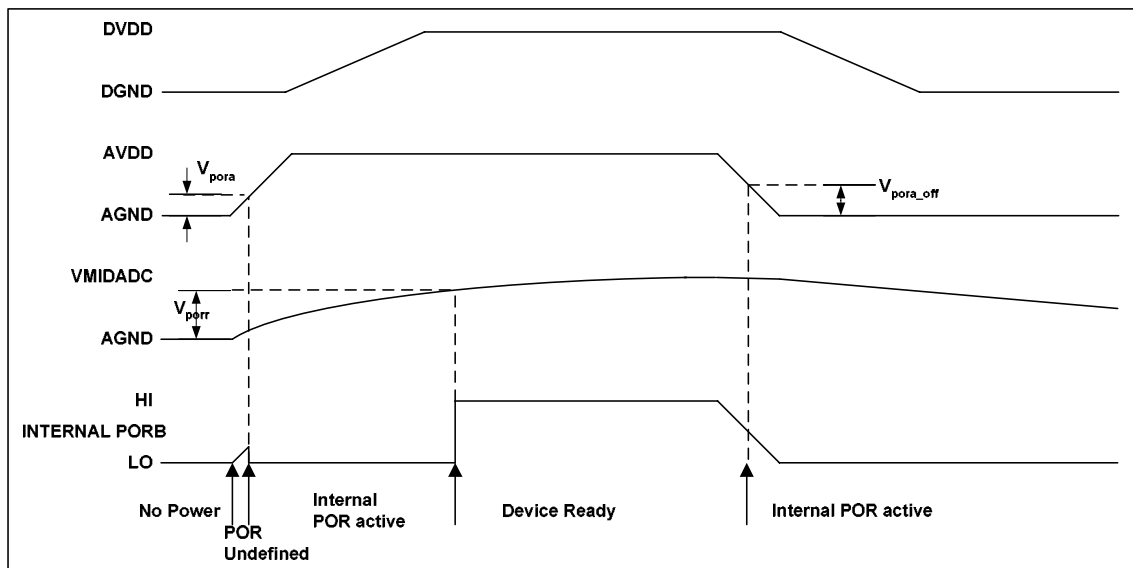 DVDD
DGND
AVDD
Vpora
AGND
Vpora_off
VMIDADC
Vporr
AGND
HI
INTERNAL PORB
LO
No Power
POR
Undefined
Internal
POR active
Device Ready
Internal POR active